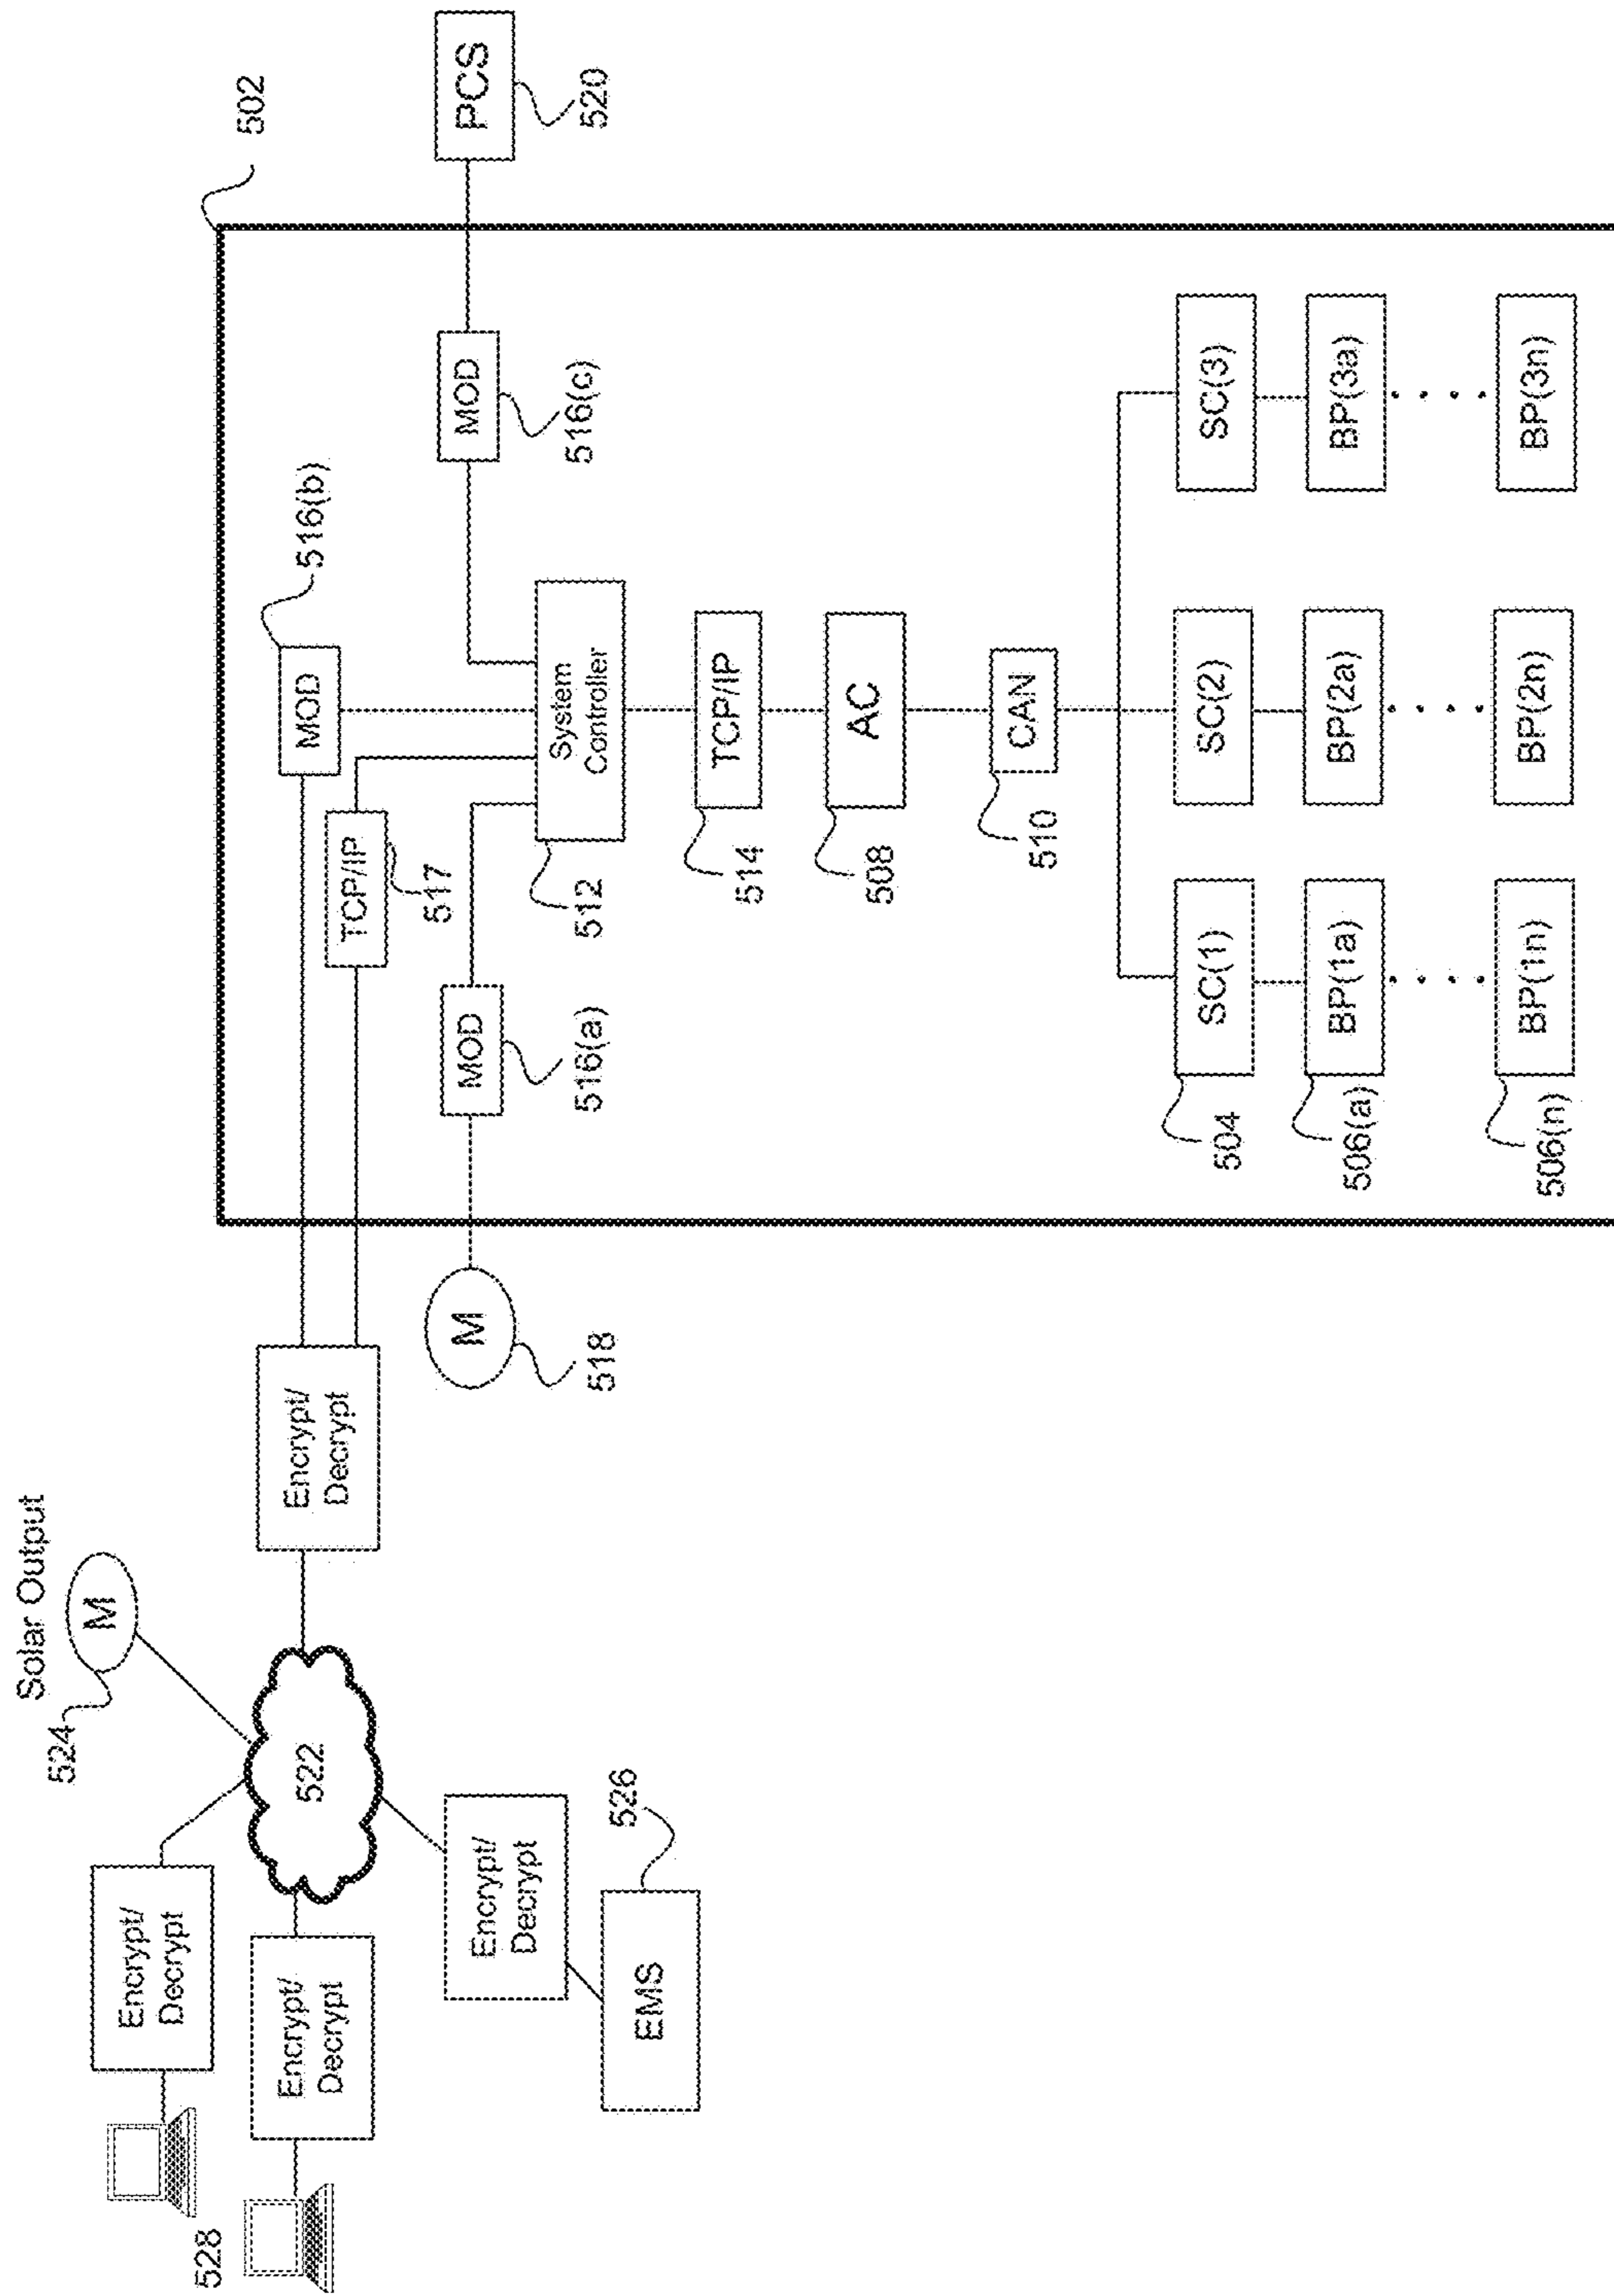 528
Encrypt/
Decrypt
Encrypt/
Decrypt
524
Solar Output
M
522
Encrypt/
Decrypt
EMS
526
Encrypt/
Decrypt
M
518
502
MOD
516(b)
TCP/IP
517
MOD
516(a)
MOD
516(c)
PCS
520
System
Controller
512
TCP/IP
514
AC
508
CAN
510
SC(1)
SC(2)
SC(3)
504
BP(1a)
BP(2a)
BP(3a)
506(a)
BP(1n)
BP(2n)
BP(3n)
506(n)